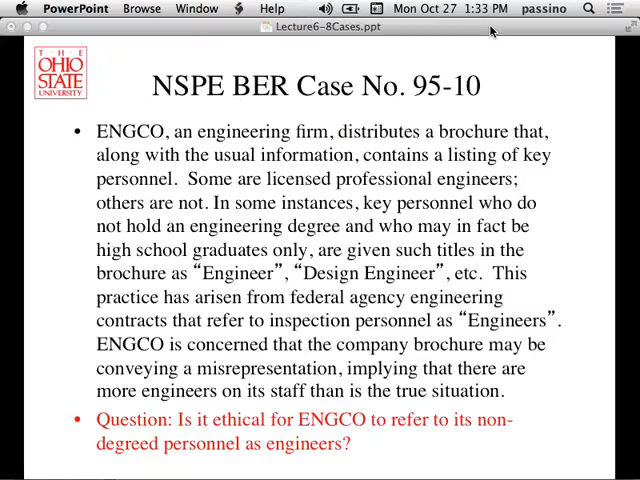 PowerPoint Browse Window Help Mon Oct 27 1:33 PM passino
Lecture6-8Cases.ppt
T · H · E
OHIO
STATE
UNIVERSITY
NSPE BER Case No. 95-10
• ENGCO, an engineering firm, distributes a brochure that,
along with the usual information, contains a listing of key
personnel. Some are licensed professional engineers;
others are not. In some instances, key personnel who do
not hold an engineering degree and who may in fact be
high school graduates only, are given such titles in the
brochure as “Engineer”, “Design Engineer”, etc. This
practice has arisen from federal agency engineering
contracts that refer to inspection personnel as “Engineers”.
ENGCO is concerned that the company brochure may be
conveying a misrepresentation, implying that there are
more engineers on its staff than is the true situation.
• Question: Is it ethical for ENGCO to refer to its non-
degreed personnel as engineers?